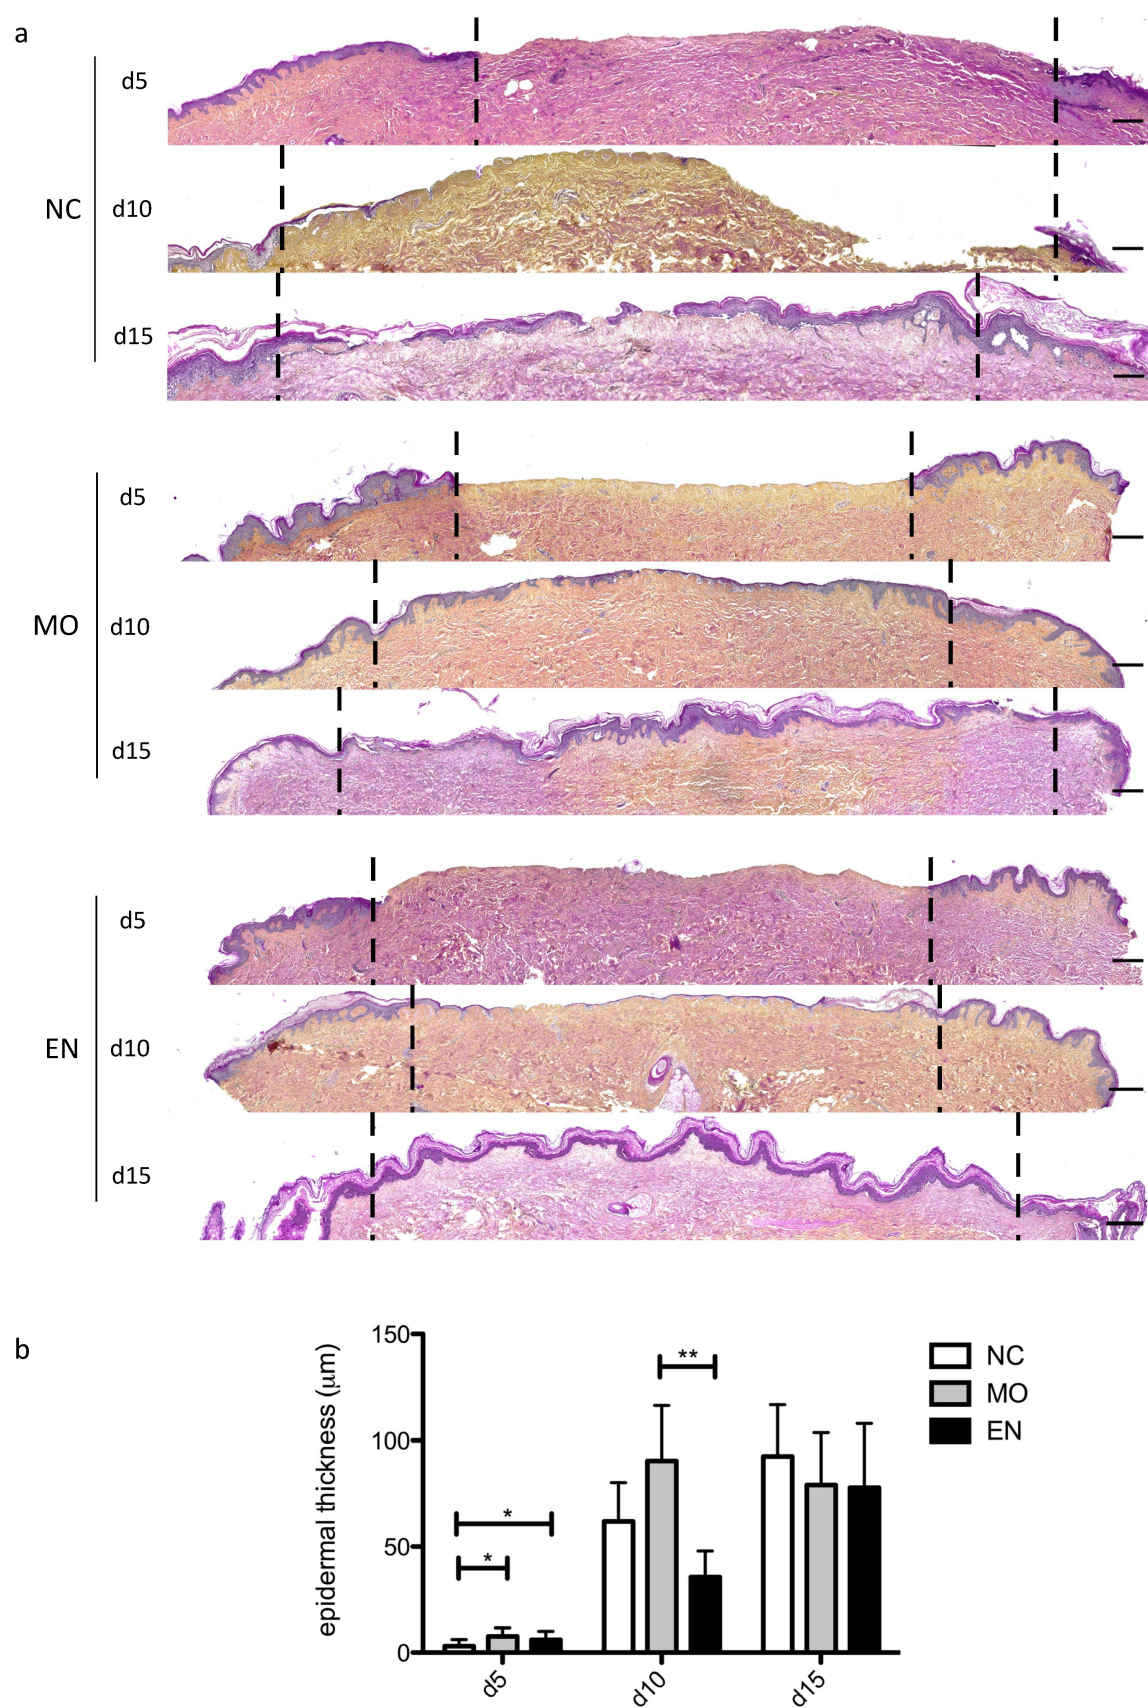 a
NC
d5
d10
d15
MO
d5
d10
d15
EN
d5
d10
d15
b
epidermal thickness (μm)
150
100
50
0
*
*
**
d5
d10
d15
NC
MO
EN